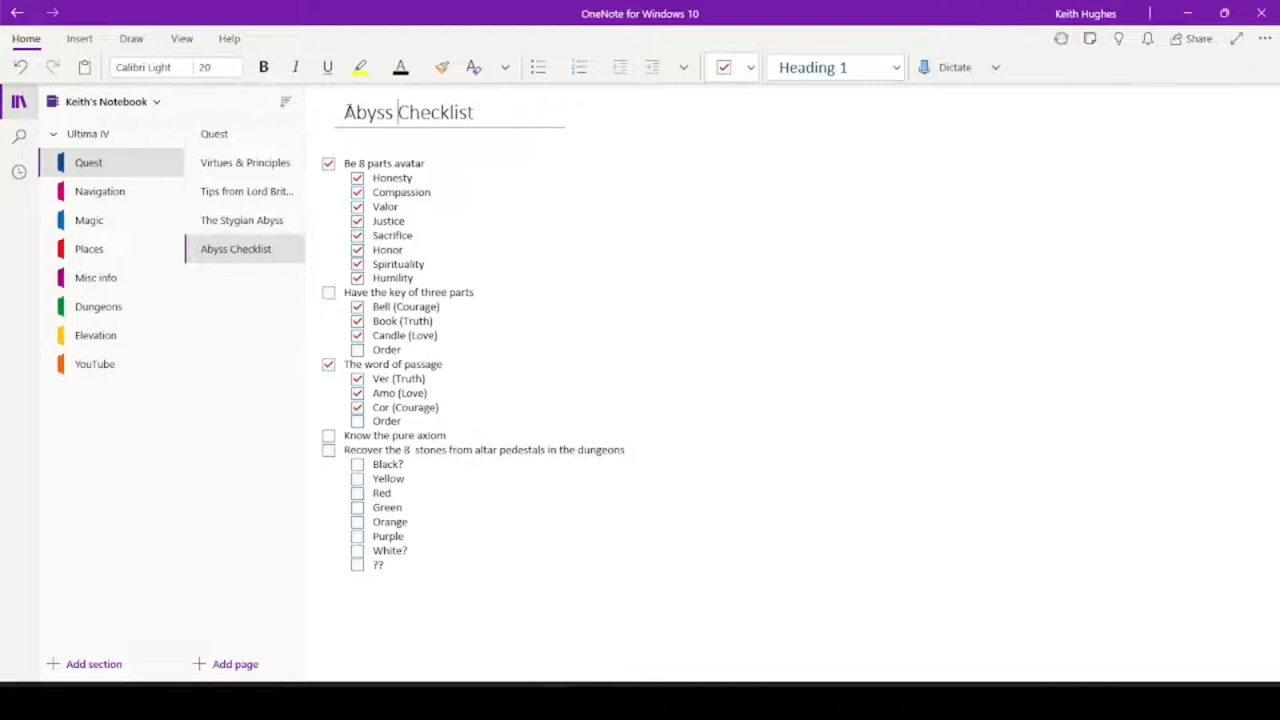 OneNote for Windows 10
Keith Hughes
Home Insert Draw View Help
Share
Calibri Light 20 B I U A Heading 1 Dictate
Keith's Notebook
Ultima IV
Quest
Navigation
Magic
Places
Misc info
Dungeons
Elevation
YouTube
Add section
Quest
Virtues & Principles
Tips from Lord Brit...
The Stygian Abyss
Abyss Checklist
Add page
Abyss Checklist
Be 8 parts avatar
Honesty
Compassion
Valor
Justice
Sacrifice
Honor
Spirituality
Humility
Have the key of three parts
Bell (Courage)
Book (Truth)
Candle (Love)
Order
The word of passage
Ver (Truth)
Amo (Love)
Cor (Courage)
Order
Know the pure axiom
Recover the 8 stones from altar pedestals in the dungeons
Black?
Yellow
Red
Green
Orange
Purple
White?
??